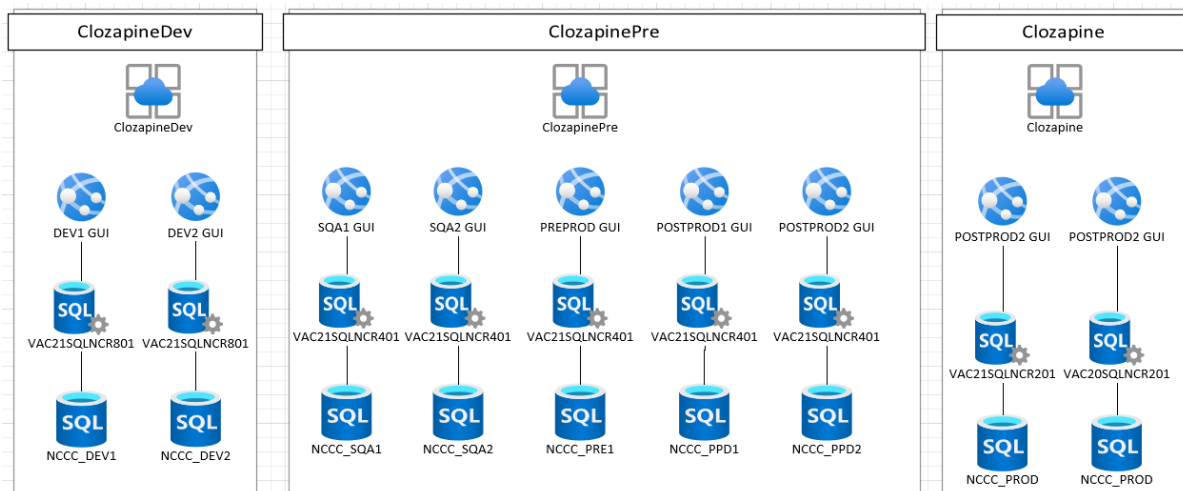 ClozapineDev
ClozapinePre
Clozapine
ClozapineDev
ClozapinePre
Clozapine
DEV1 GUI
DEV2 GUI
SQA1 GUI
SQA2 GUI
PREPROD GUI
POSTPROD1 GUI
POSTPROD2 GUI
POSTPROD2 GUI
POSTPROD2 GUI
SQL
SQL
SQL
SQL
SQL
SQL
SQL
SQL
SQL
VAC21SQLNCR801
VAC21SQLNCR801
VAC21SQLNCR401
VAC21SQLNCR401
VAC21SQLNCR401
VAC21SQLNCR401
VAC21SQLNCR401
VAC21SQLNCR201
VAC20SQLNCR201
SQL
SQL
SQL
SQL
SQL
SQL
SQL
SQL
SQL
NCCC_DEV1
NCCC_DEV2
NCCC_SQA1
NCCC_SQA2
NCCC_PRE1
NCCC_PPD1
NCCC_PPD2
NCCC_PROD
NCCC_PROD